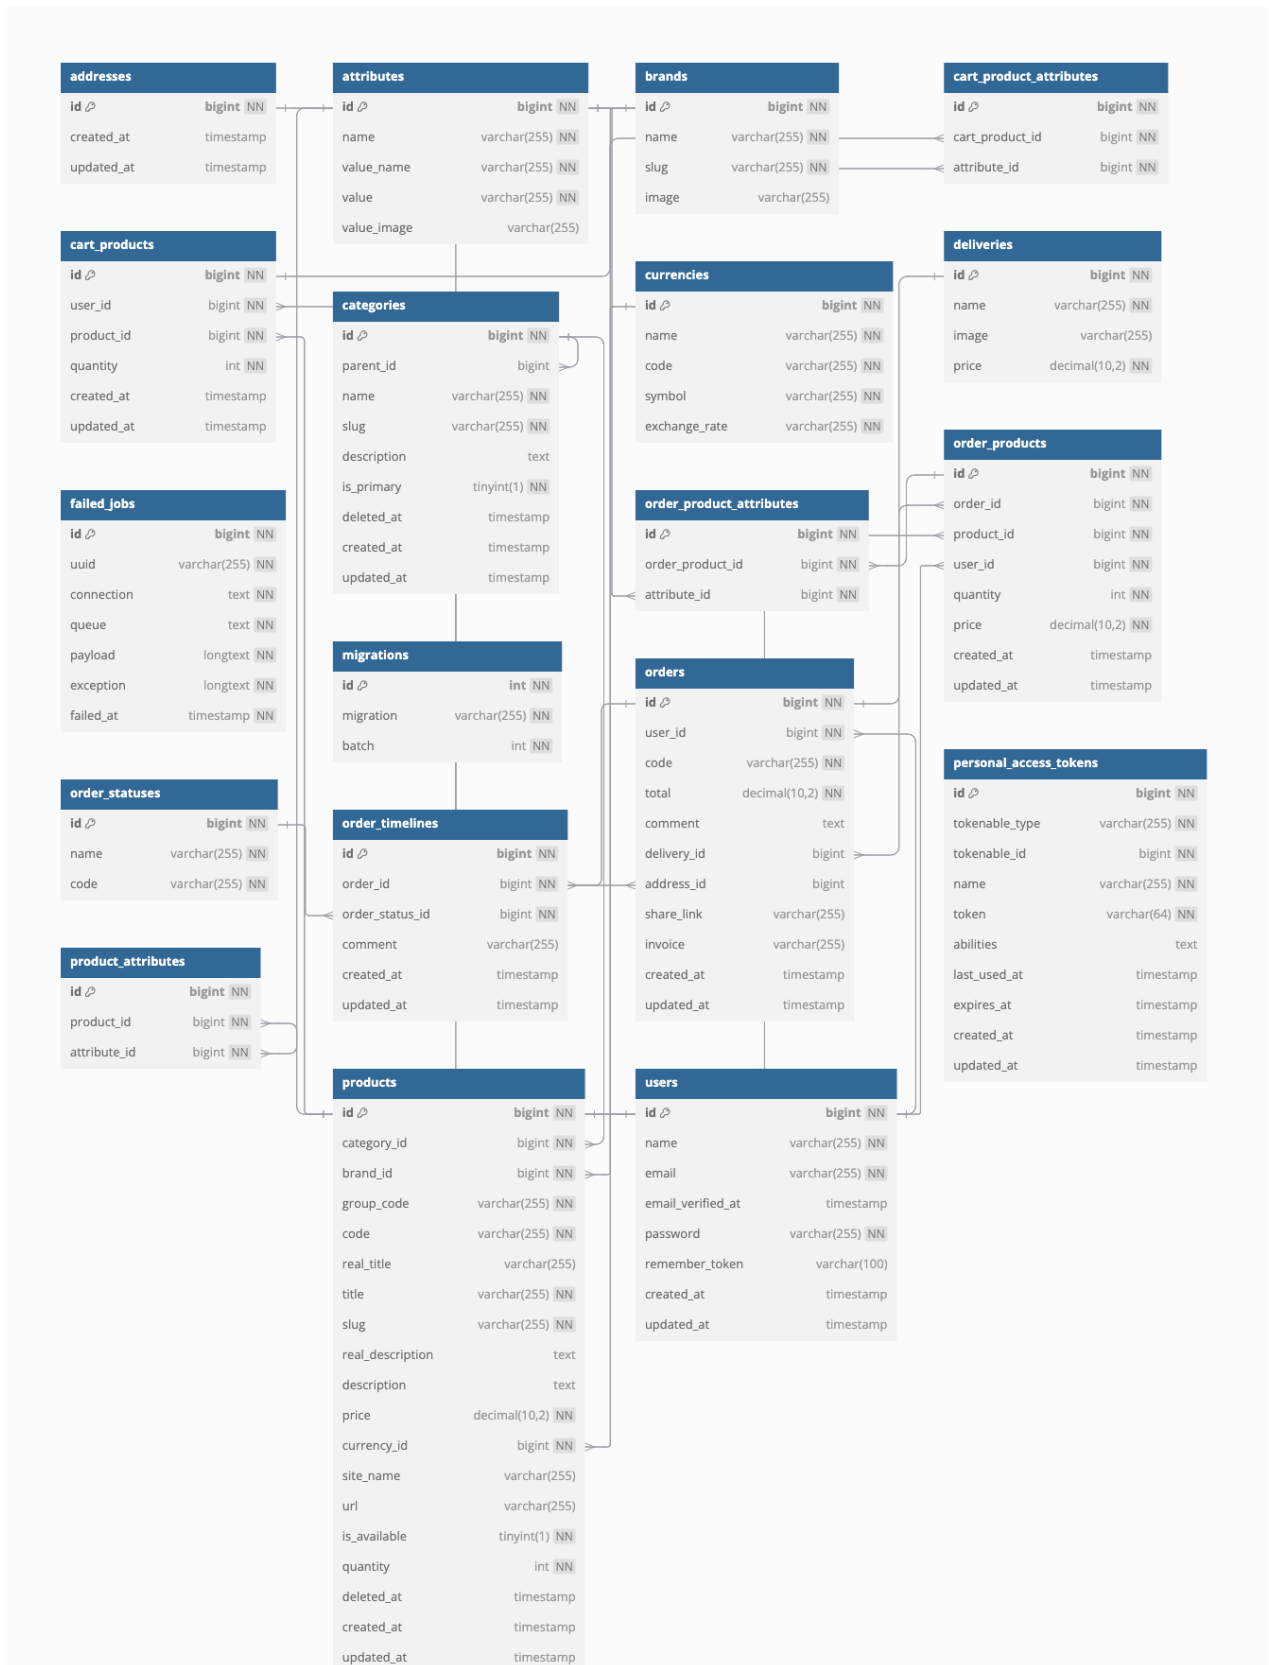 addresses
id bigint NN
created_at timestamp
updated_at timestamp
attributes
id bigint NN
name varchar(255) NN
value_name varchar(255) NN
value varchar(255) NN
value_image varchar(255)
brands
id bigint NN
name varchar(255) NN
slug varchar(255) NN
image varchar(255)
cart_product_attributes
id bigint NN
cart_product_id bigint NN
attribute_id bigint NN
cart_products
id bigint NN
user_id bigint NN
product_id bigint NN
quantity int NN
created_at timestamp
updated_at timestamp
categories
id bigint NN
parent_id bigint
name varchar(255) NN
slug varchar(255) NN
description text
is_primary tinyint(1) NN
deleted_at timestamp
created_at timestamp
updated_at timestamp
currencies
id bigint NN
name varchar(255) NN
code varchar(255) NN
symbol varchar(255) NN
exchange_rate varchar(255) NN
deliveries
id bigint NN
name varchar(255) NN
image varchar(255)
price decimal(10,2) NN
failed_jobs
id bigint NN
uuid varchar(255) NN
connection text NN
queue text NN
payload longtext NN
exception longtext NN
failed_at timestamp NN
migrations
id int NN
migration varchar(255) NN
batch int NN
order_product_attributes
id bigint NN
order_product_id bigint NN
attribute_id bigint NN
order_products
id bigint NN
order_id bigint NN
product_id bigint NN
user_id bigint NN
quantity int NN
price decimal(10,2) NN
created_at timestamp
updated_at timestamp
order_statuses
id bigint NN
name varchar(255) NN
code varchar(255) NN
order_timelines
id bigint NN
order_id bigint NN
order_status_id bigint NN
comment varchar(255)
created_at timestamp
updated_at timestamp
orders
id bigint NN
user_id bigint NN
code varchar(255) NN
total decimal(10,2) NN
comment text
delivery_id bigint
address_id bigint
share_link varchar(255)
invoice varchar(255)
created_at timestamp
updated_at timestamp
personal_access_tokens
id bigint NN
tokenable_type varchar(255) NN
tokenable_id bigint NN
name varchar(255) NN
token varchar(64) NN
abilities text
last_used_at timestamp
expires_at timestamp
created_at timestamp
updated_at timestamp
product_attributes
id bigint NN
product_id bigint NN
attribute_id bigint NN
products
id bigint NN
category_id bigint NN
brand_id bigint NN
group_code varchar(255) NN
code varchar(255) NN
real_title varchar(255)
title varchar(255) NN
slug varchar(255) NN
real_description text
description text
price decimal(10,2) NN
currency_id bigint NN
site_name varchar(255)
url varchar(255)
is_available tinyint(1) NN
quantity int NN
deleted_at timestamp
created_at timestamp
updated_at timestamp
users
id bigint NN
name varchar(255) NN
email varchar(255) NN
email_verified_at timestamp
password varchar(255) NN
remember_token varchar(100)
created_at timestamp
updated_at timestamp